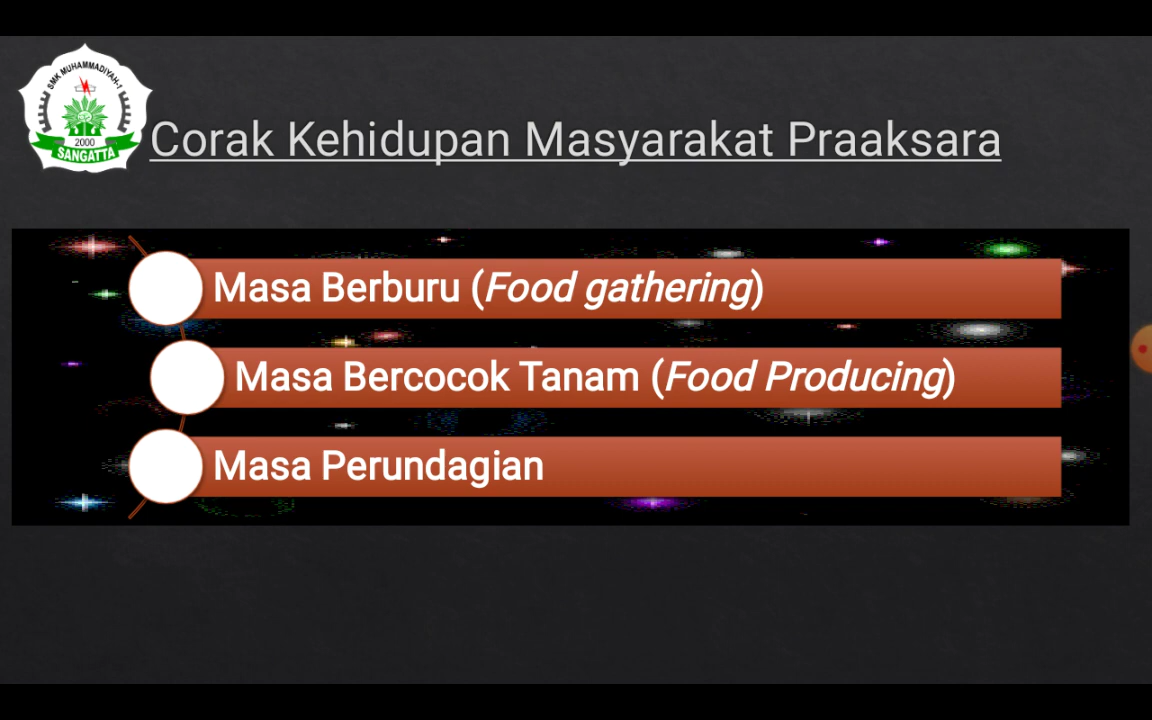 SMK MUHAMMADIYAH-1
2000
SANGATTA
Corak Kehidupan Masyarakat Praaksara
Masa Berburu (Food gathering)
Masa Bercocok Tanam (Food Producing)
Masa Perundagian